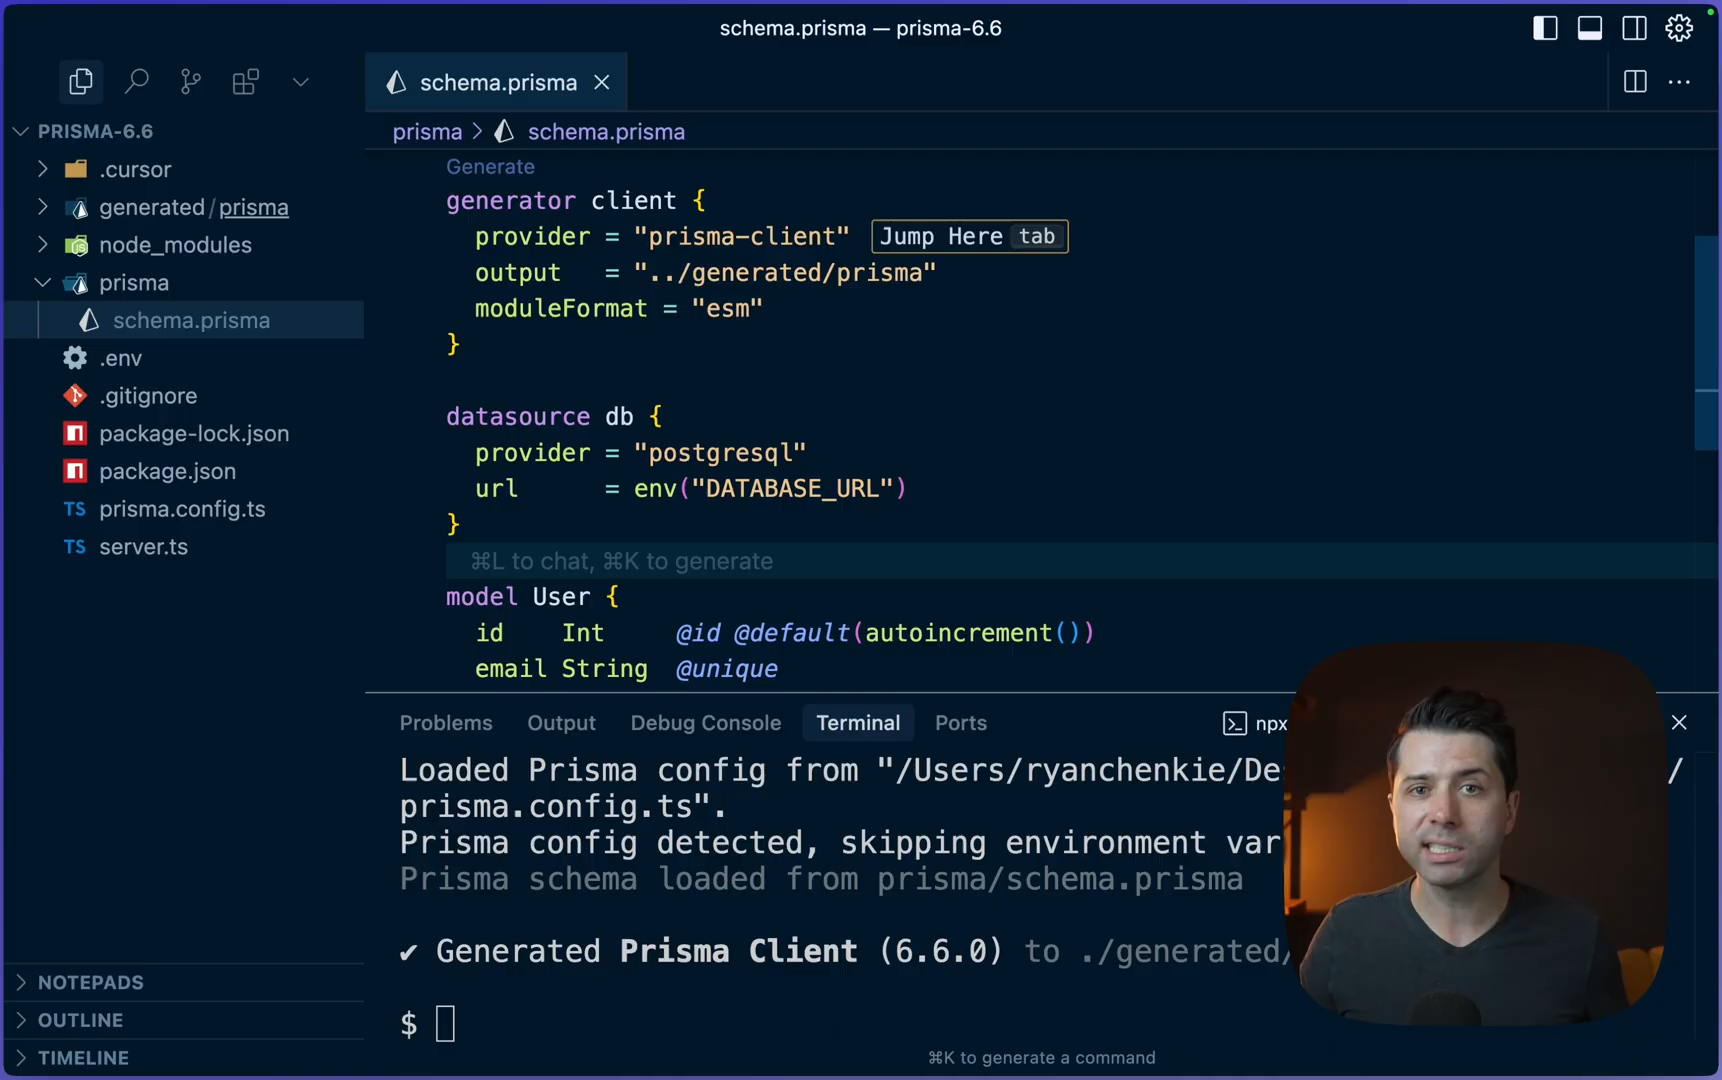 schema.prisma — prisma-6.6
schema.prisma
PRISMA-6.6
.cursor
generated/prisma
node_modules
prisma
schema.prisma
.env
.gitignore
package-lock.json
package.json
prisma.config.ts
server.ts
NOTEPADS
OUTLINE
TIMELINE
prisma > schema.prisma
Generate
generator client {
provider = "prisma-client" Jump Here tab
output   = "../generated/prisma"
moduleFormat = "esm"
}
datasource db {
provider = "postgresql"
url      = env("DATABASE_URL")
}
⌘L to chat, ⌘K to generate
model User {
id    Int     @id @default(autoincrement())
email String  @unique
Problems Output Debug Console Terminal Ports npx
Loaded Prisma config from "/Users/ryanchenkie/De /
prisma.config.ts".
Prisma config detected, skipping environment var
Prisma schema loaded from prisma/schema.prisma
✔ Generated Prisma Client (6.6.0) to ./generated/
$
⌘K to generate a command